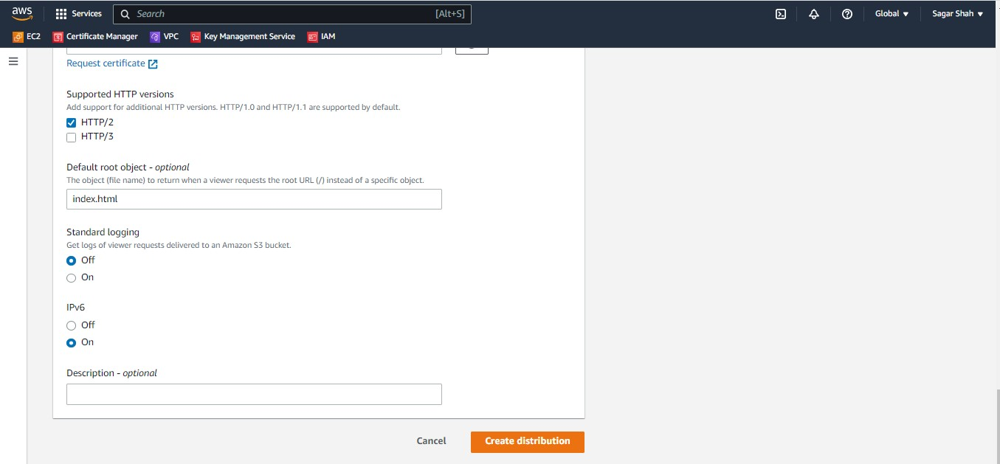 aws Services Search [Alt+S] Global Sagar Shah
EC2 Certificate Manager VPC Key Management Service IAM
Request certificate
Supported HTTP versions
Add support for additional HTTP versions. HTTP/1.0 and HTTP/1.1 are supported by default.
HTTP/2
HTTP/3
Default root object - optional
The object (file name) to return when a viewer requests the root URL (/) instead of a specific object.
index.html
Standard logging
Get logs of viewer requests delivered to an Amazon S3 bucket.
Off
On
IPv6
Off
On
Description - optional
Cancel Create distribution